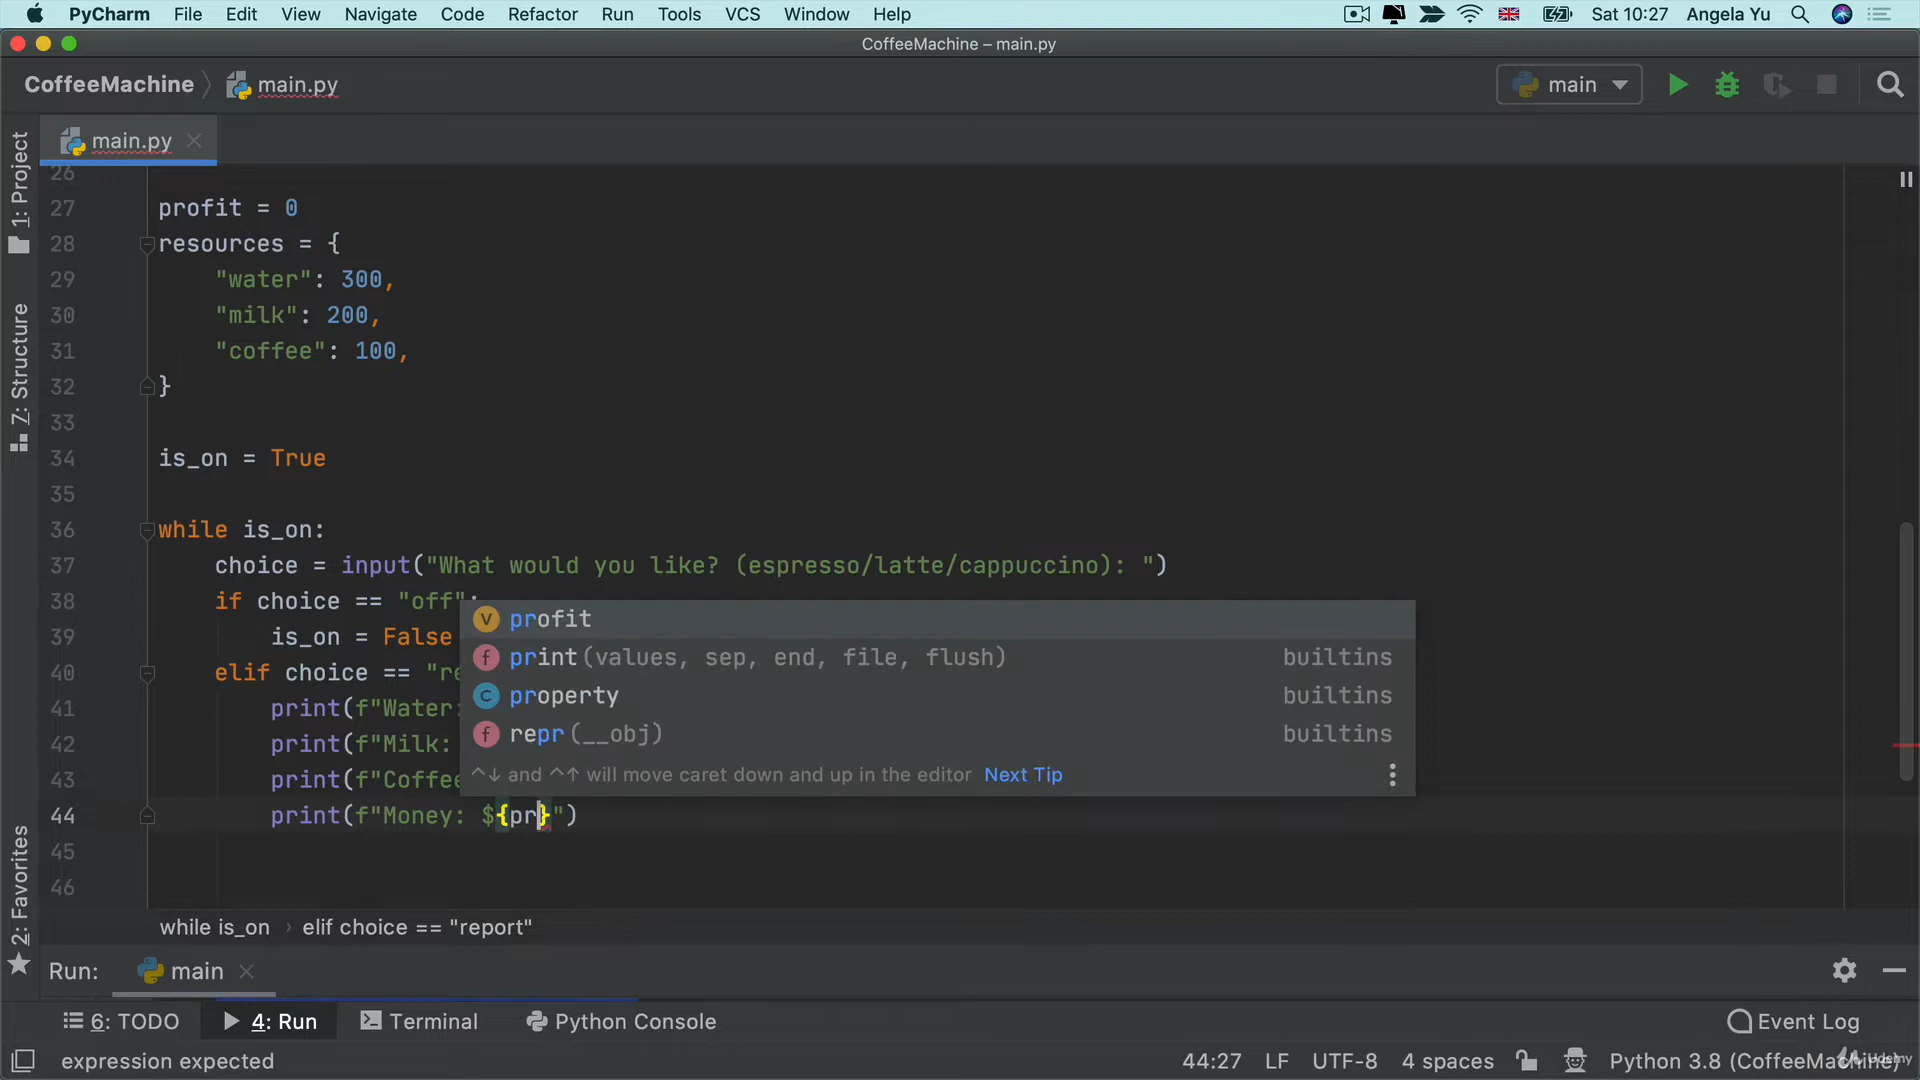 PyCharm File Edit View Navigate Code Refactor Run Tools VCS Window Help Sat 10:27 Angela Yu
CoffeeMachine – main.py
CoffeeMachine main.py main
main.py
1: Project
7: Structure
2: Favorites
26
27 profit = 0
28 resources = {
29 "water": 300,
30 "milk": 200,
31 "coffee": 100,
32 }
33
34 is_on = True
35
36 while is_on:
37 choice = input("What would you like? (espresso/latte/cappuccino): ")
38 if choice == "off":
39 is_on = False
40 elif choice == "re
41 print(f"Water:
42 print(f"Milk:
43 print(f"Coffee
44 print(f"Money: ${pr}")
45
46
V profit
f print(values, sep, end, file, flush) builtins
C property builtins
f repr(__obj) builtins
^↓ and ^↑ will move caret down and up in the editor Next Tip
while is_on › elif choice == "report"
Run: main
6: TODO 4: Run Terminal Python Console Event Log
expression expected 44:27 LF UTF-8 4 spaces Python 3.8 (CoffeeMachine)
Udemy